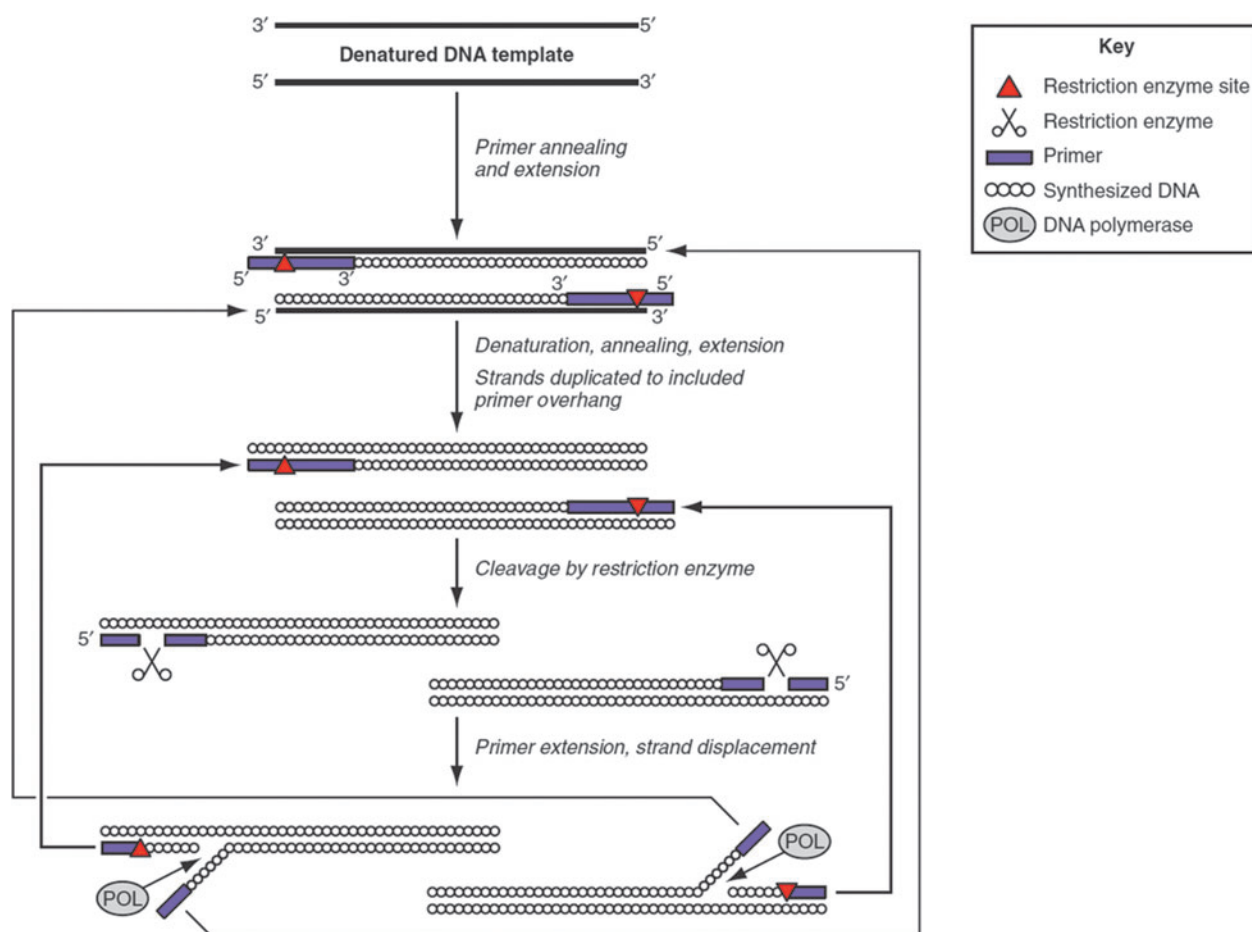 3′ 5′
Denatured DNA template
5′ 3′
Primer annealing
and extension
3′ 5′
5′ 3′ 3′ 5′
5′ 3′
Denaturation, annealing, extension
Strands duplicated to included
primer overhang
Cleavage by restriction enzyme
5′
5′
Primer extension, strand displacement
POL
POL
Key
Restriction enzyme site
Restriction enzyme
Primer
Synthesized DNA
POL DNA polymerase